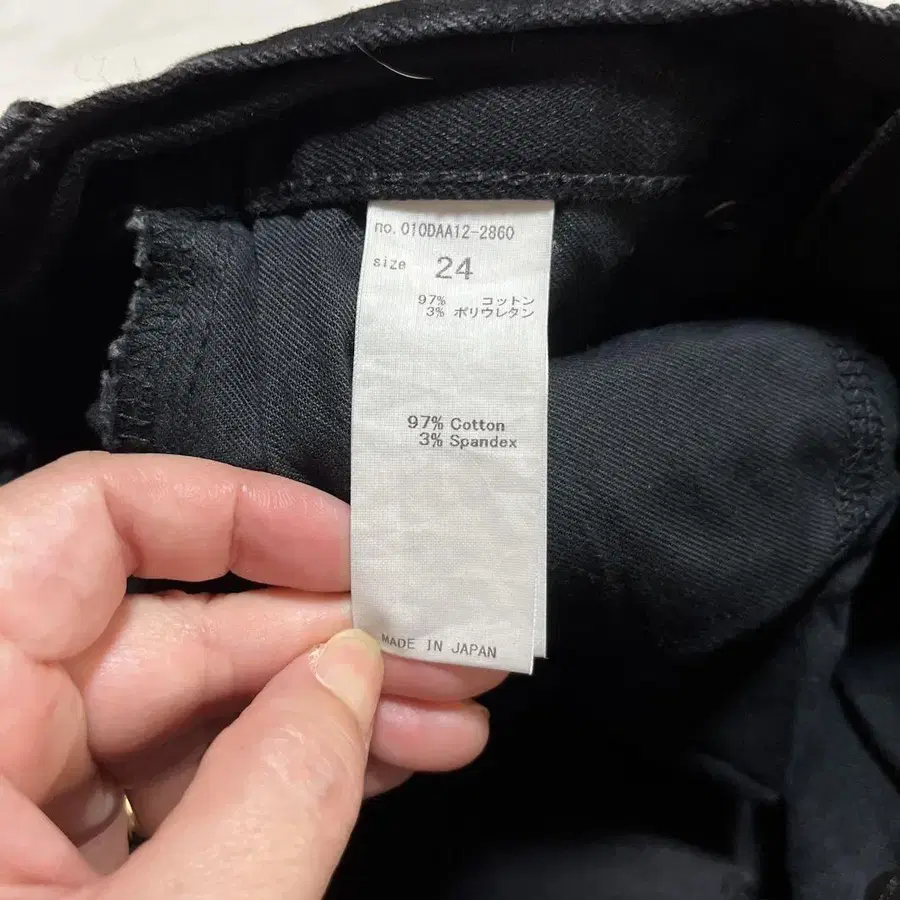 no. 010DAA12-2860
size 24
97% コットン
3% ポリウレタン
97% Cotton
3% Spandex
MADE IN JAPAN